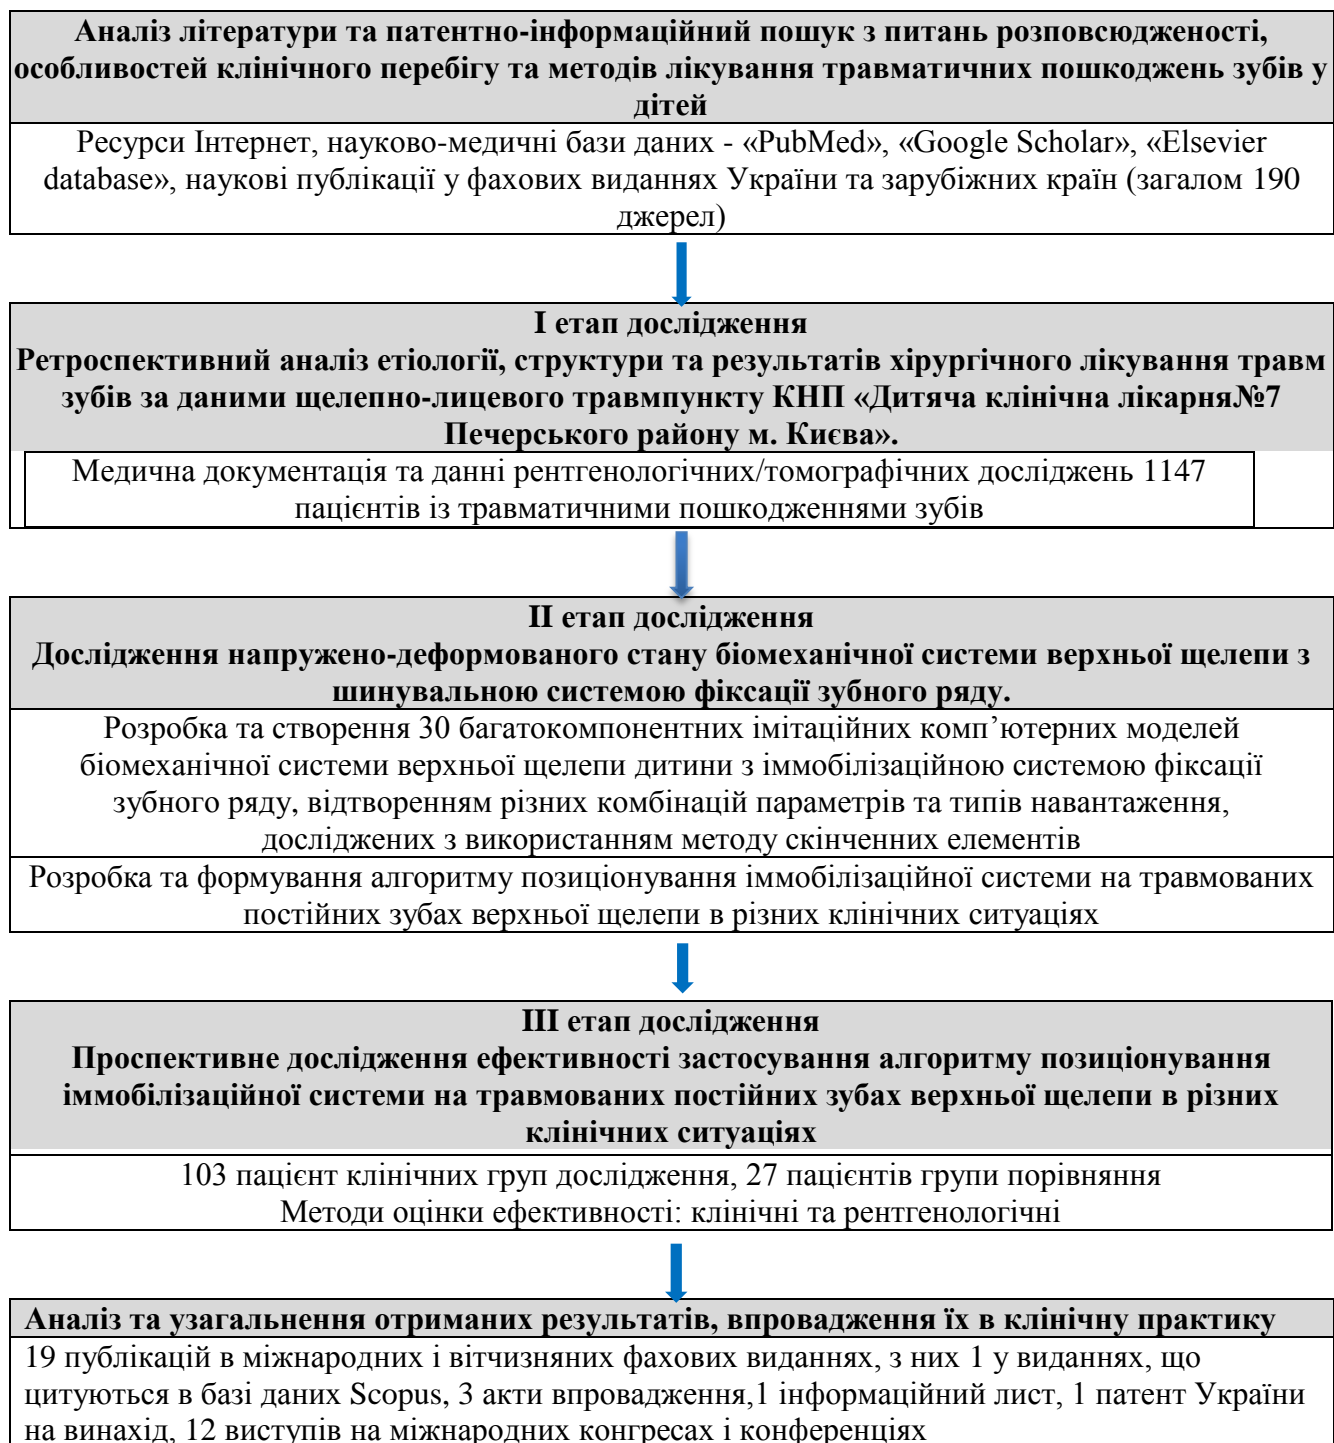 Аналіз літератури та патентно-інформаційний пошук з питань розповсюдженості,
особливостей клінічного перебігу та методів лікування травматичних пошкоджень зубів у
дітей
Ресурси Інтернет, науково-медичні бази даних - «PubMed», «Google Scholar», «Elsevier
database», наукові публікації у фахових виданнях України та зарубіжних країн (загалом 190
джерел)
І етап дослідження
Ретроспективний аналіз етіології, структури та результатів хірургічного лікування травм
зубів за даними щелепно-лицевого травмпункту КНП «Дитяча клінічна лікарня№7
Печерського району м. Києва».
Медична документація та данні рентгенологічних/томографічних досліджень 1147
пацієнтів із травматичними пошкодженнями зубів
ІІ етап дослідження
Дослідження напружено-деформованого стану біомеханічної системи верхньої щелепи з
шинувальною системою фіксації зубного ряду.
Розробка та створення 30 багатокомпонентних імітаційних комп’ютерних моделей
біомеханічної системи верхньої щелепи дитини з іммобілізаційною системою фіксації
зубного ряду, відтворенням різних комбінацій параметрів та типів навантаження,
досліджених з використанням методу скінченних елементів
Розробка та формування алгоритму позиціонування іммобілізаційної системи на травмованих
постійних зубах верхньої щелепи в різних клінічних ситуаціях
ІІІ етап дослідження
Проспективне дослідження ефективності застосування алгоритму позиціонування
іммобілізаційної системи на травмованих постійних зубах верхньої щелепи в різних
клінічних ситуаціях
103 пацієнт клінічних груп дослідження, 27 пацієнтів групи порівняння
Методи оцінки ефективності: клінічні та рентгенологічні
Аналіз та узагальнення отриманих результатів, впровадження їх в клінічну практику
19 публікацій в міжнародних і вітчизняних фахових виданнях, з них 1 у виданнях, що
цитуються в базі даних Scopus, 3 акти впровадження,1 інформаційний лист, 1 патент України
на винахід, 12 виступів на міжнародних конгресах і конференціях